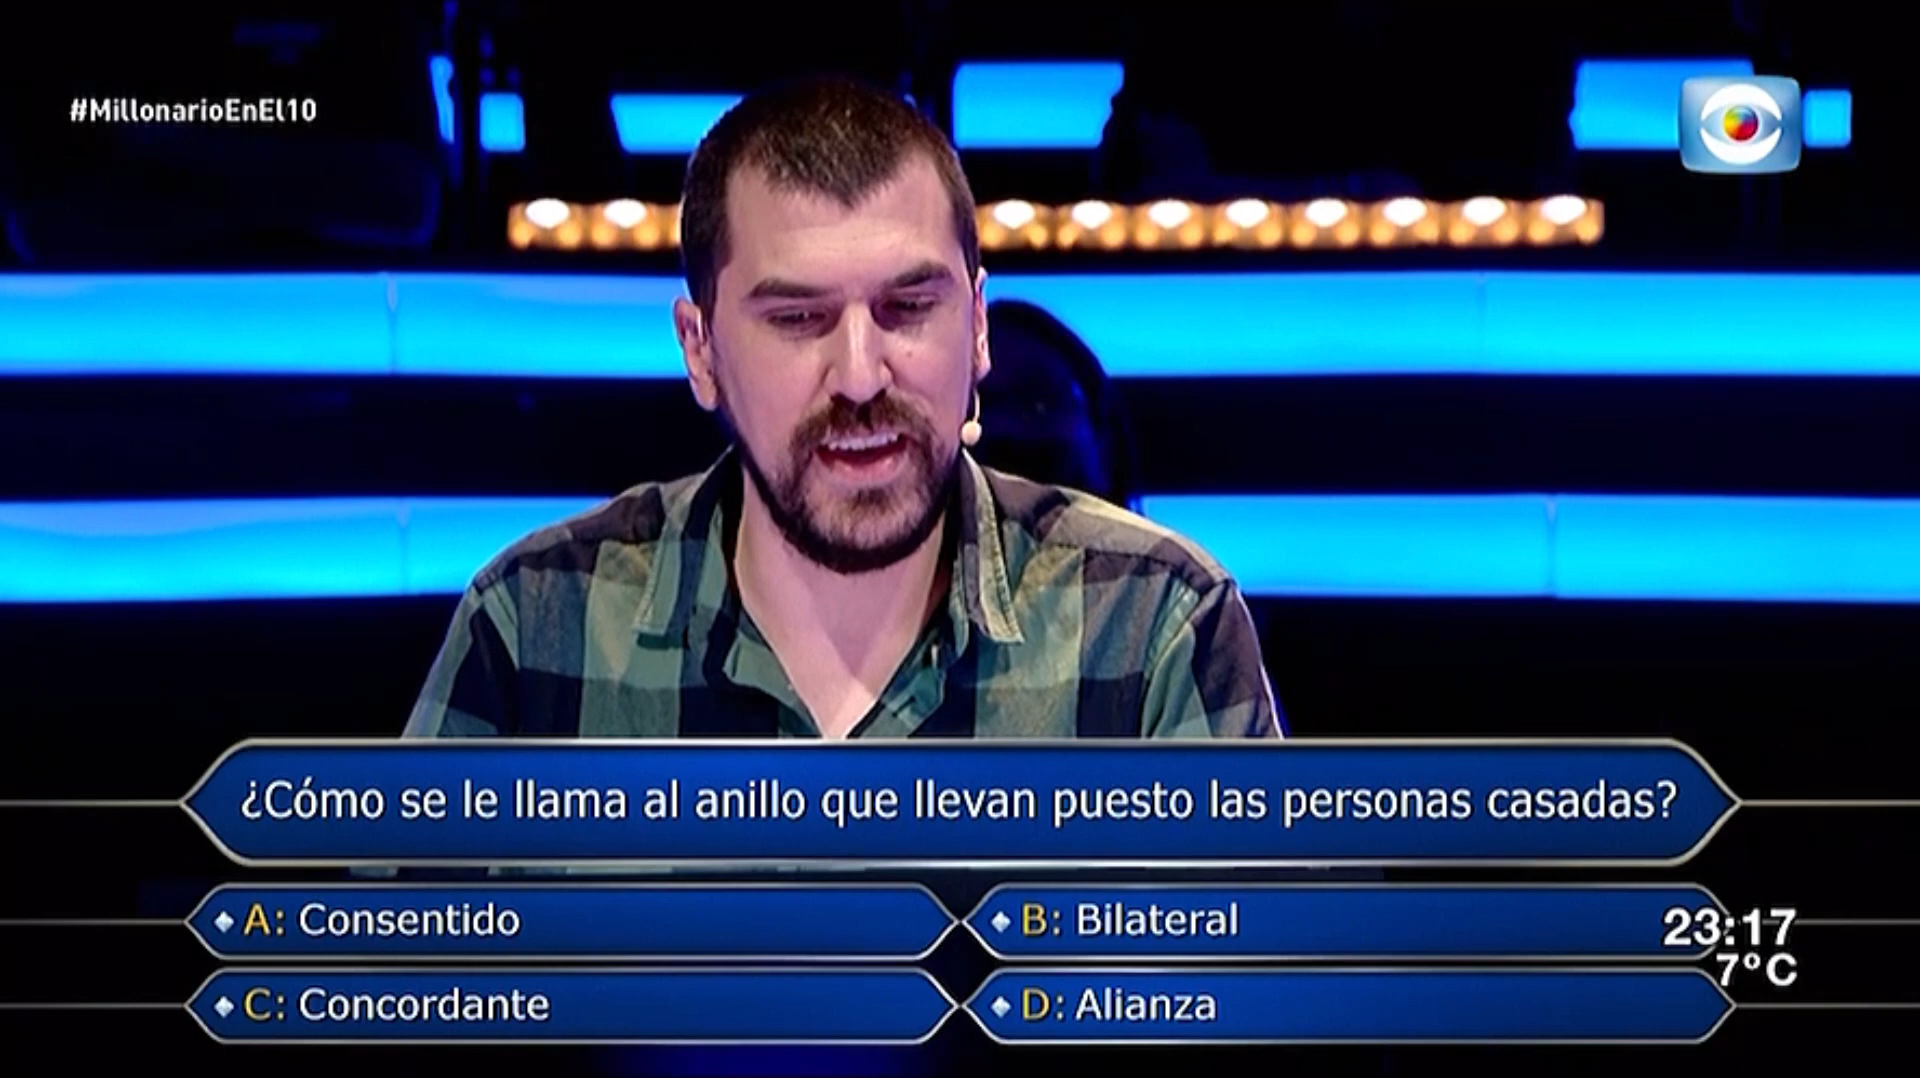 #MillonarioEnEl10
¿Cómo se le llama al anillo que llevan puesto las personas casadas?
A: Consentido
B: Bilateral
C: Concordante
D: Alianza
23:17
7°C